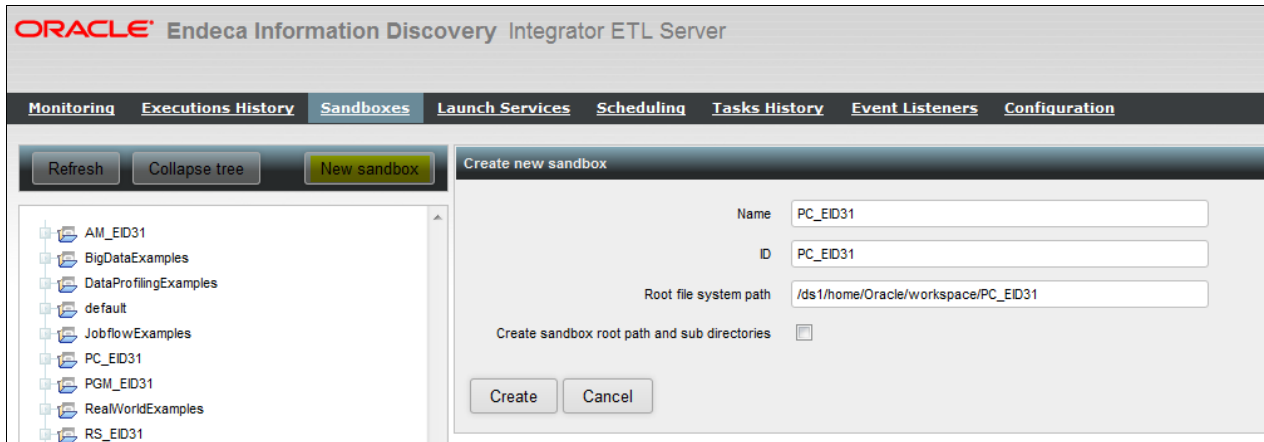 ORACLE Endeca Information Discovery Integrator ETL Server
Monitoring Executions History Sandboxes Launch Services Scheduling Tasks History Event Listeners Configuration
Refresh Collapse tree New sandbox
AM_EID31
BigDataExamples
DataProfilingExamples
default
JobflowExamples
PC_EID31
PGM_EID31
RealWorldExamples
RS_EID31
Create new sandbox
Name PC_EID31
ID PC_EID31
Root file system path /ds1/home/Oracle/workspace/PC_EID31
Create sandbox root path and sub directories
Create Cancel